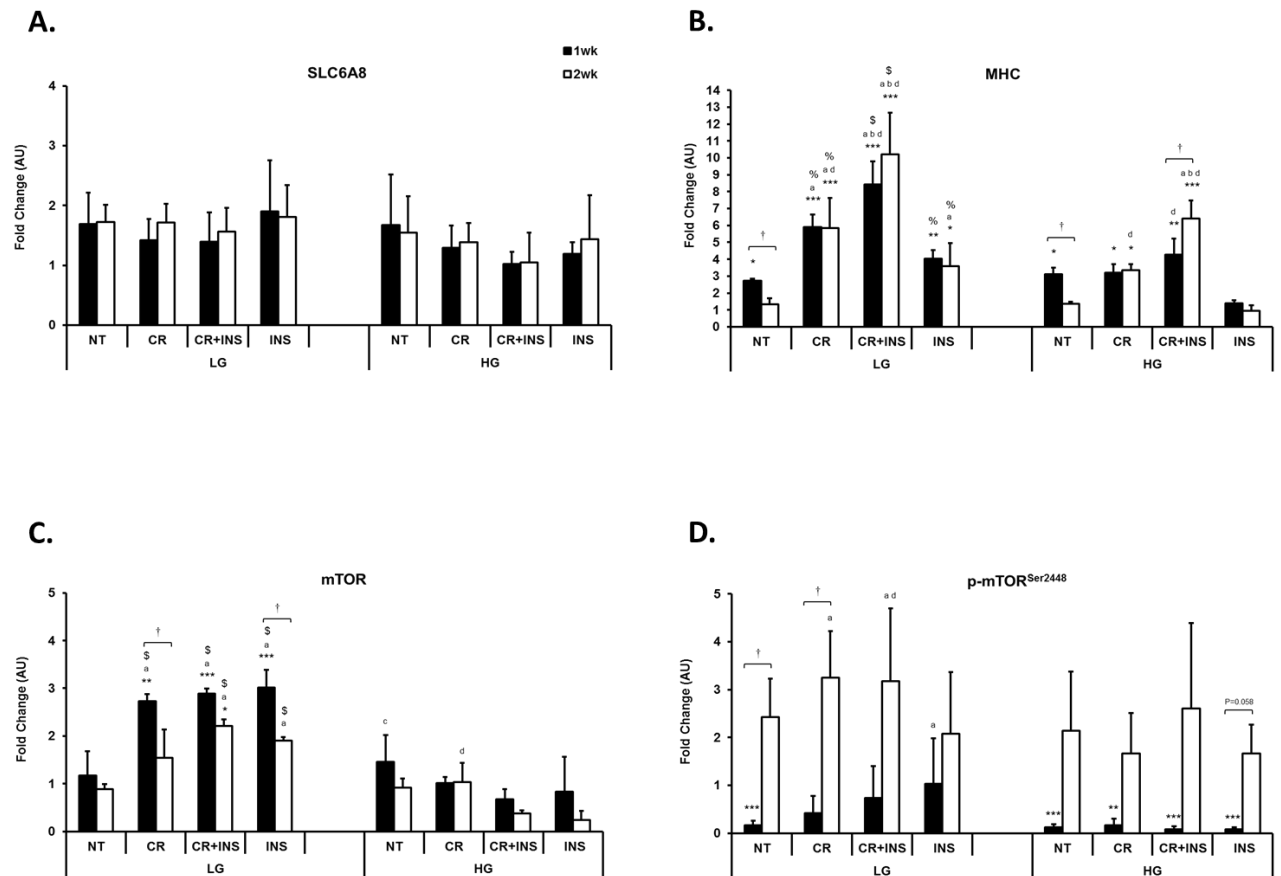 A.
SLC6A8
1wk
2wk
Fold Change (AU)
4
3
2
1
0
NT CR CR+INS INS NT CR CR+INS INS
LG HG
B.
MHC
Fold Change (AU)
14
13
12
11
10
9
8
7
6
5
4
3
2
1
0
† * 
% a ***
% a d ***
$ a b d ***
$ a b d ***
% **
% a *
† *
*
d *
†
d **
a b d ***
NT CR CR+INS INS NT CR CR+INS INS
LG HG
C.
mTOR
Fold Change (AU)
5
4
3
2
1
0
†
$ a **
$ a ***
$ a *
†
$ a ***
$ a
c
d
NT CR CR+INS INS NT CR CR+INS INS
LG HG
D.
p-mTOR Ser2448
Fold Change (AU)
5
4
3
2
1
0
† ***
† a
a d
a
***
**
***
P=0.058
***
NT CR CR+INS INS NT CR CR+INS INS
LG HG